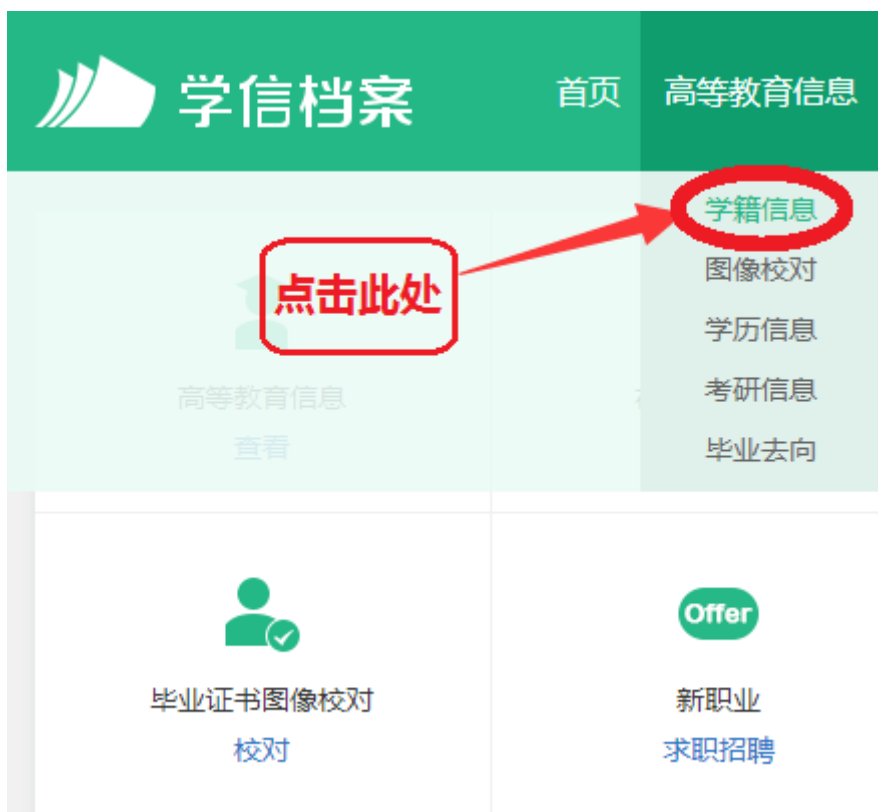 学信档案
首页
高等教育信息
学籍信息
图像校对
学历信息
考研信息
毕业去向
点击此处
高等教育信息
查看
毕业证书图像校对
校对
Offer
新职业
求职招聘